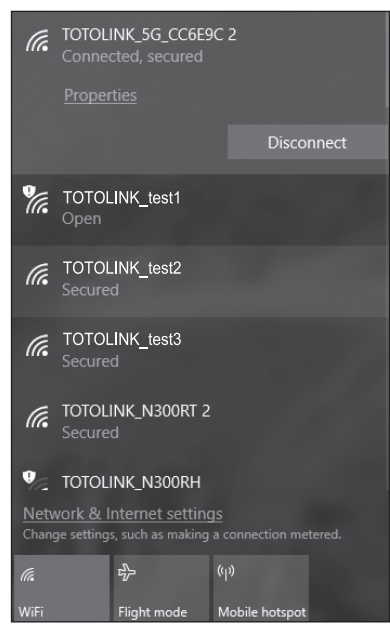 TOTOLINK_5G_CC6E9C 2
Connected, secured
Properties
Disconnect
TOTOLINK_test1
Open
TOTOLINK_test2
Secured
TOTOLINK_test3
Secured
TOTOLINK_N300RT 2
Secured
TOTOLINK_N300RH
Network & Internet settings
Change settings, such as making a connection metered.
WiFi
Flight mode
Mobile hotspot